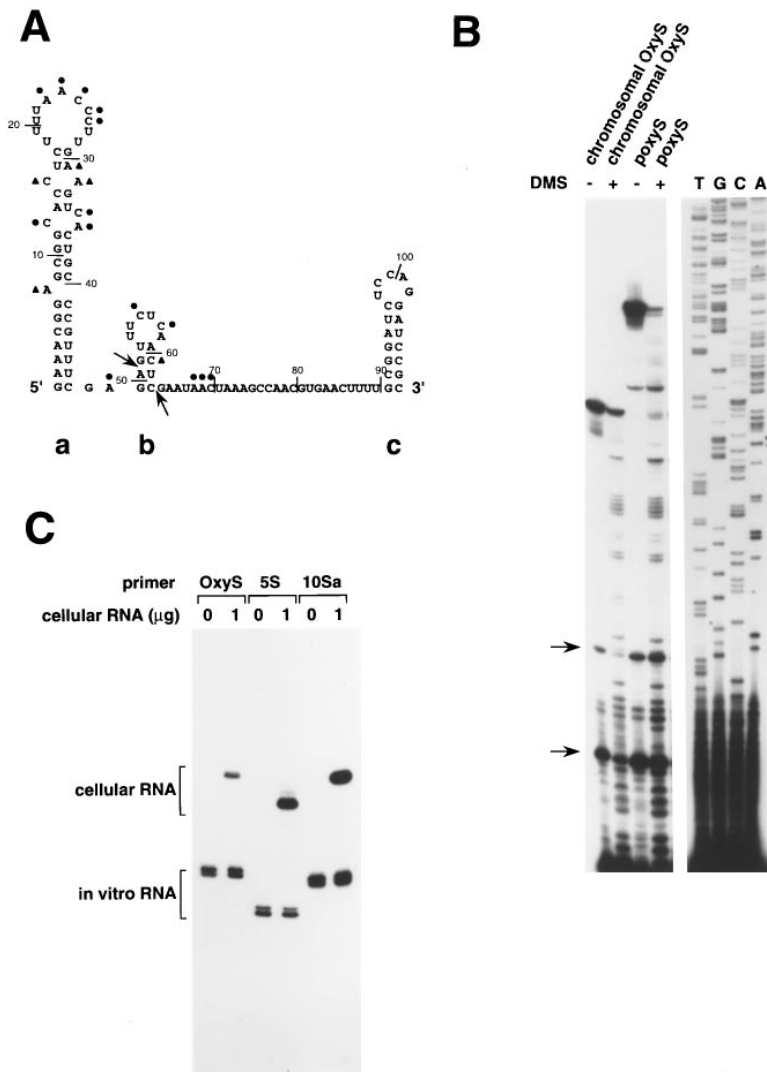 A
20
30
10
40
60
50
70
80
90
100
5'
GAAUAACUAAAGCCAACGUGAACUUUUG
3'
a b c
B
chromosomal OxyS
chromosomal OxyS
poxyS
poxyS
DMS - + - + T G C A
C
primer OxyS 5S 10Sa
cellular RNA (μg) 0 1 0 1 0 1
cellular RNA
in vitro RNA